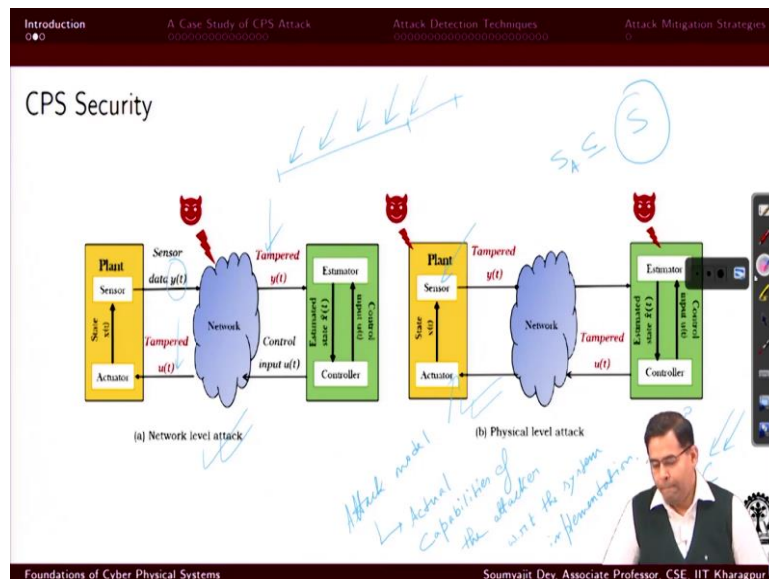 Introduction
A Case Study of CPS Attack
Attack Detection Techniques
Attack Mitigation Strategies
CPS Security
S_A ⊆ S
Plant
Sensor
State x(t)
Actuator
Sensor data y(t)
Tampered u(t)
Network
Tampered y(t)
Control input u(t)
Estimator
Estimated state x̂(t)
Control input u(t)
Controller
(a) Network level attack
Plant
Sensor
State x(t)
Actuator
Tampered y(t)
Network
Tampered u(t)
Estimator
Estimated state x̂(t)
Control input u(t)
Controller
(b) Physical level attack
Attack model
↳ Actual
capabilities of
the attacker
w.r.t the system
implementation.
Foundations of Cyber Physical Systems
Soumyajit Dey, Associate Professor, CSE, IIT Kharagpur